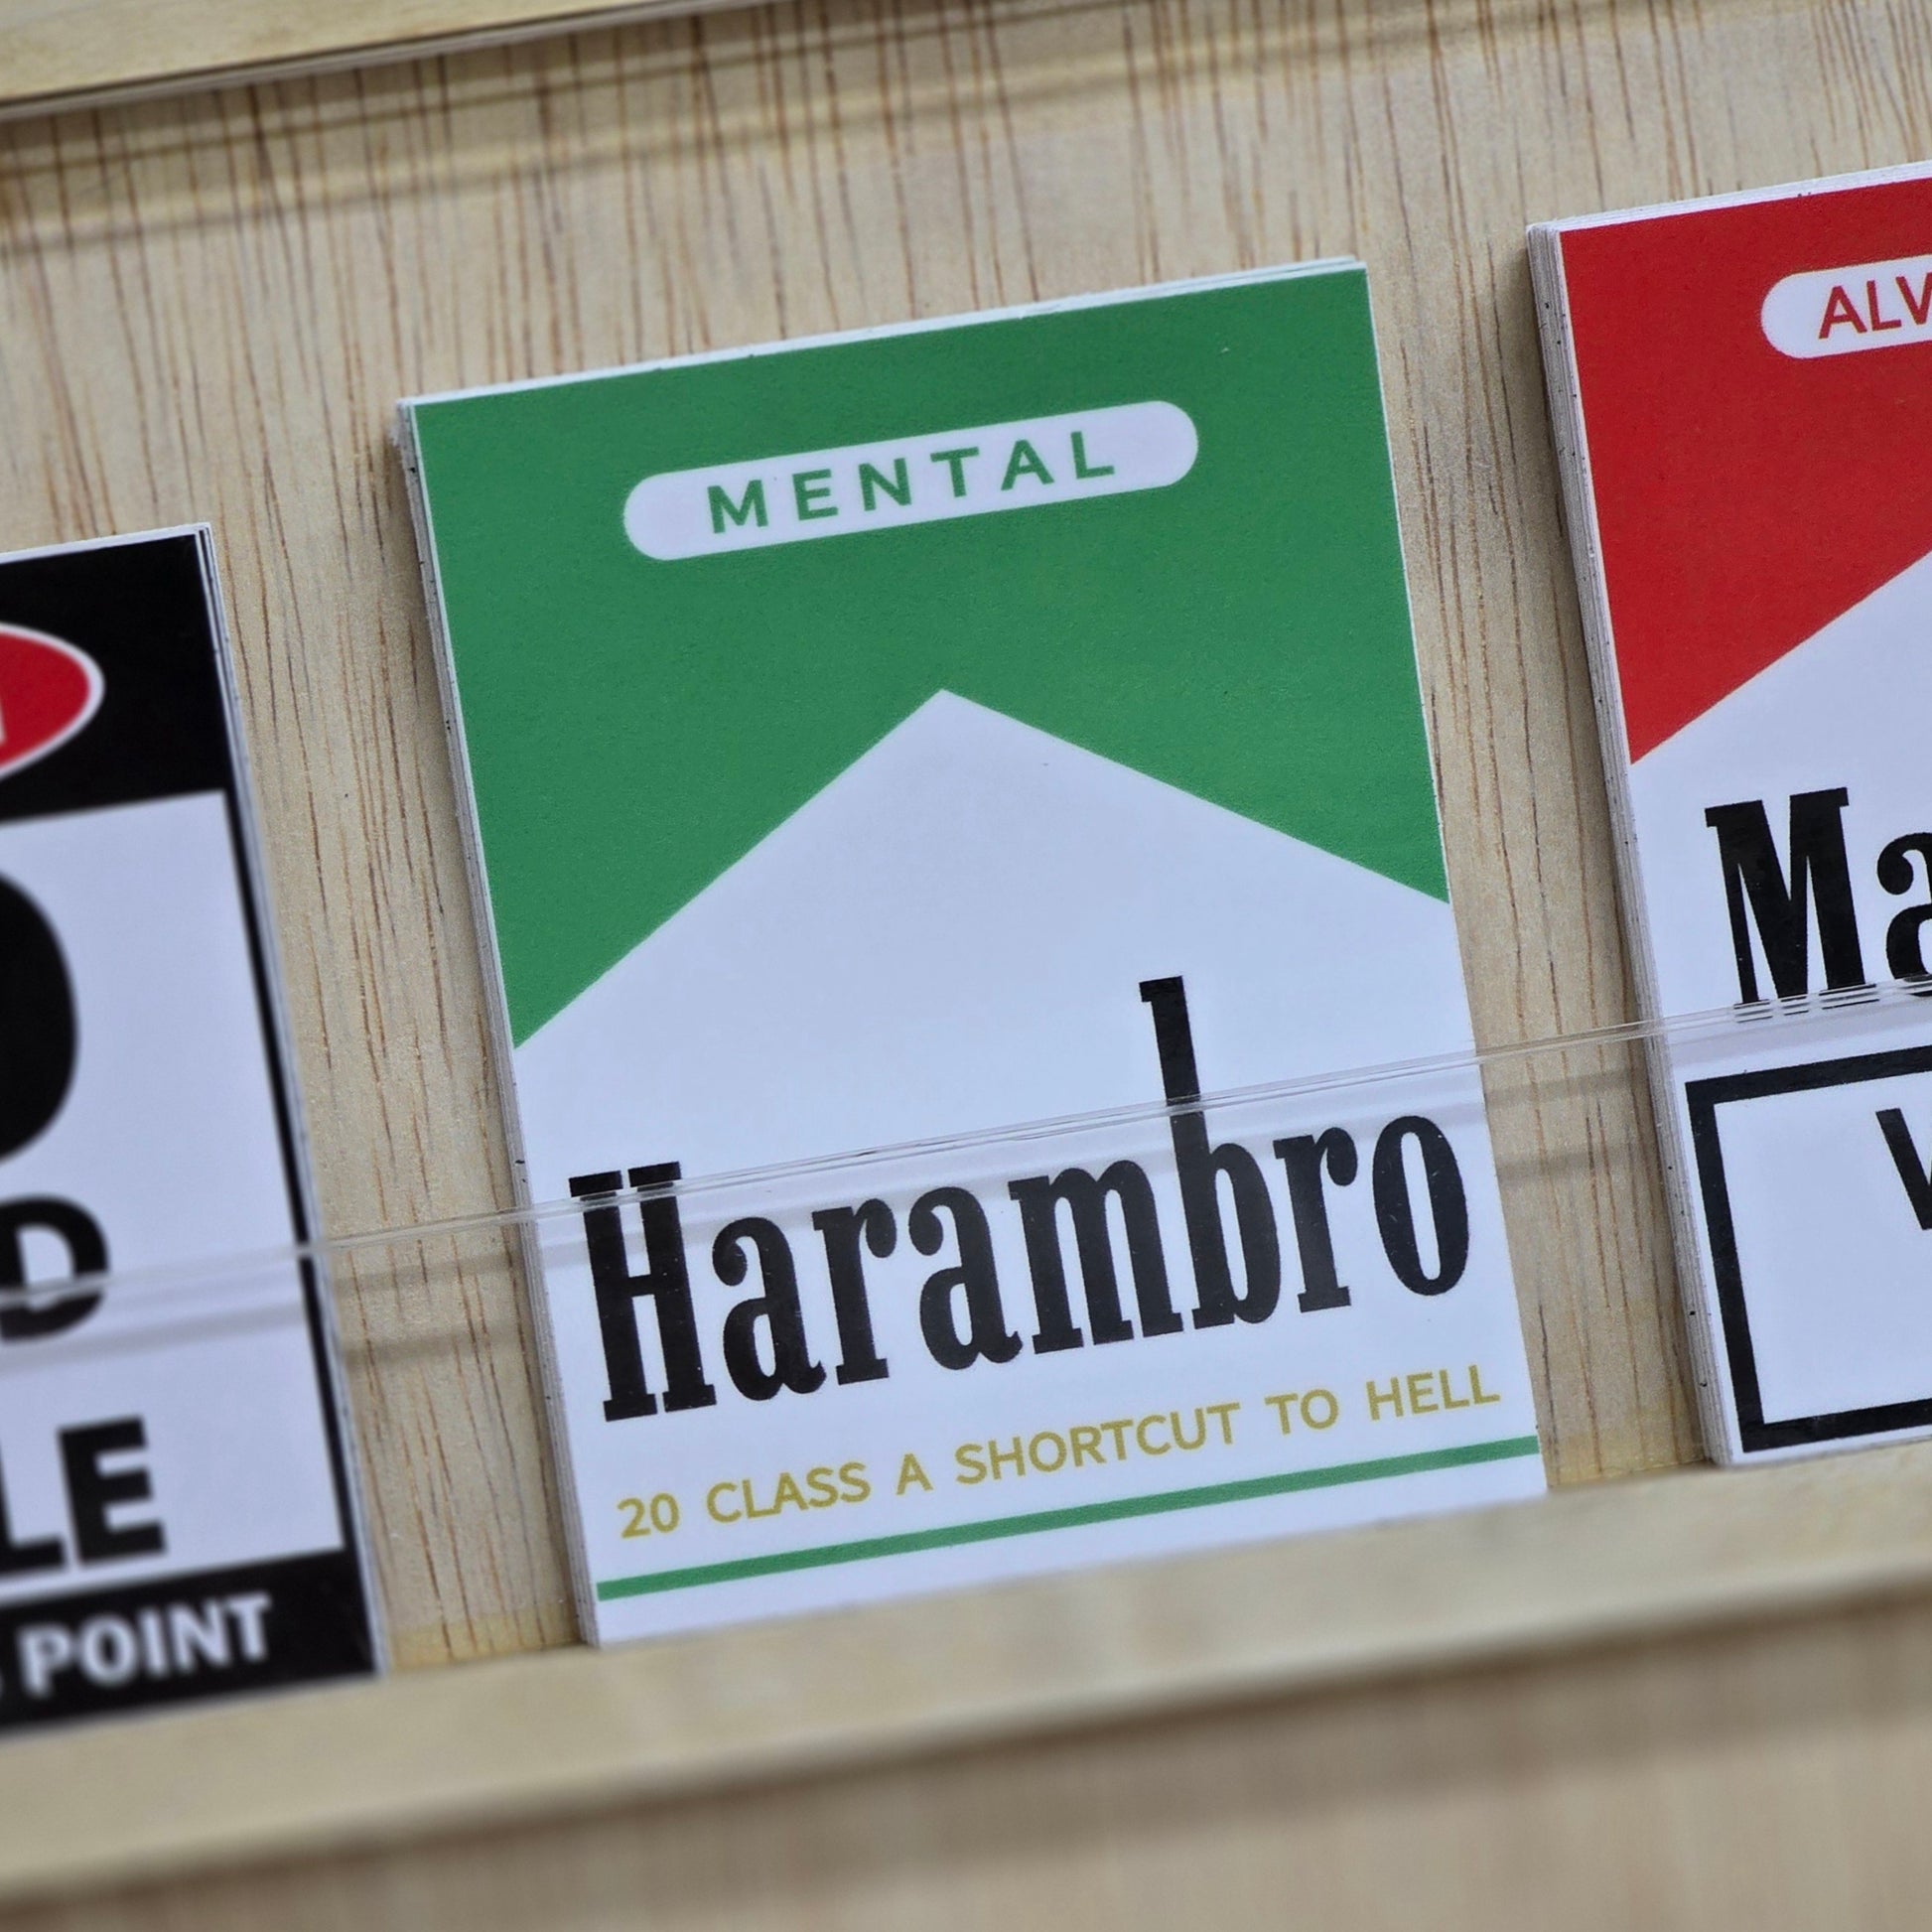 D
LE
POINT
MENTAL
Harambro
20 CLASS A SHORTCUT TO HELL
ALV
Ma